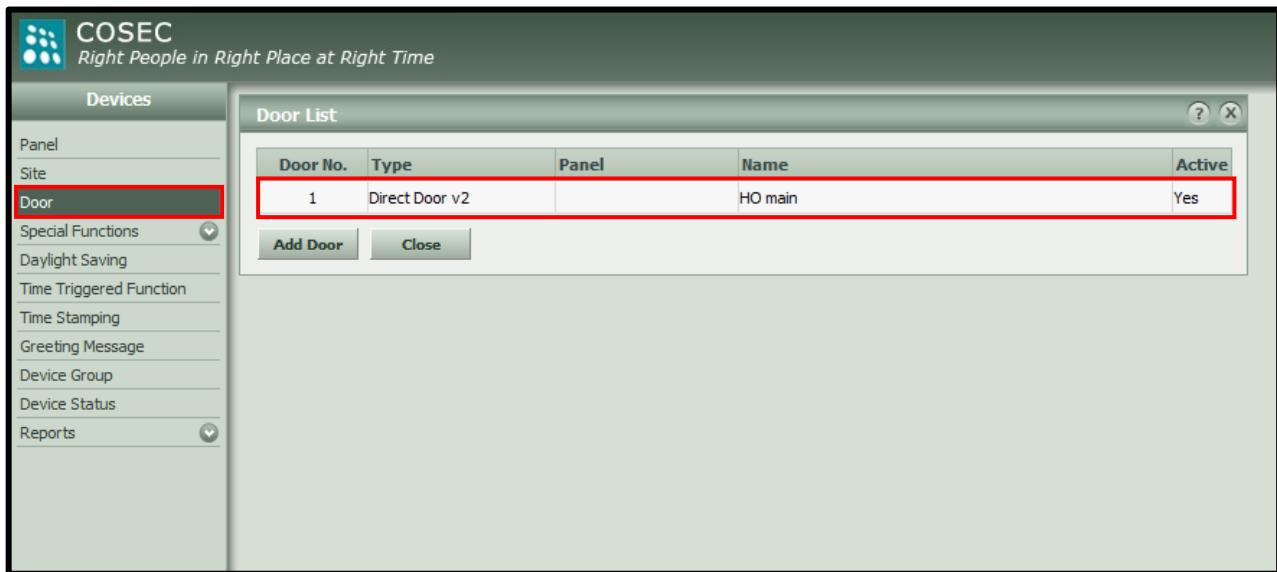 COSEC
Right People in Right Place at Right Time
Devices
Panel
Site
Door
Special Functions
Daylight Saving
Time Triggered Function
Time Stamping
Greeting Message
Device Group
Device Status
Reports
Door List ? X
Door No. Type Panel Name Active
1 Direct Door v2 HO main Yes
Add Door Close